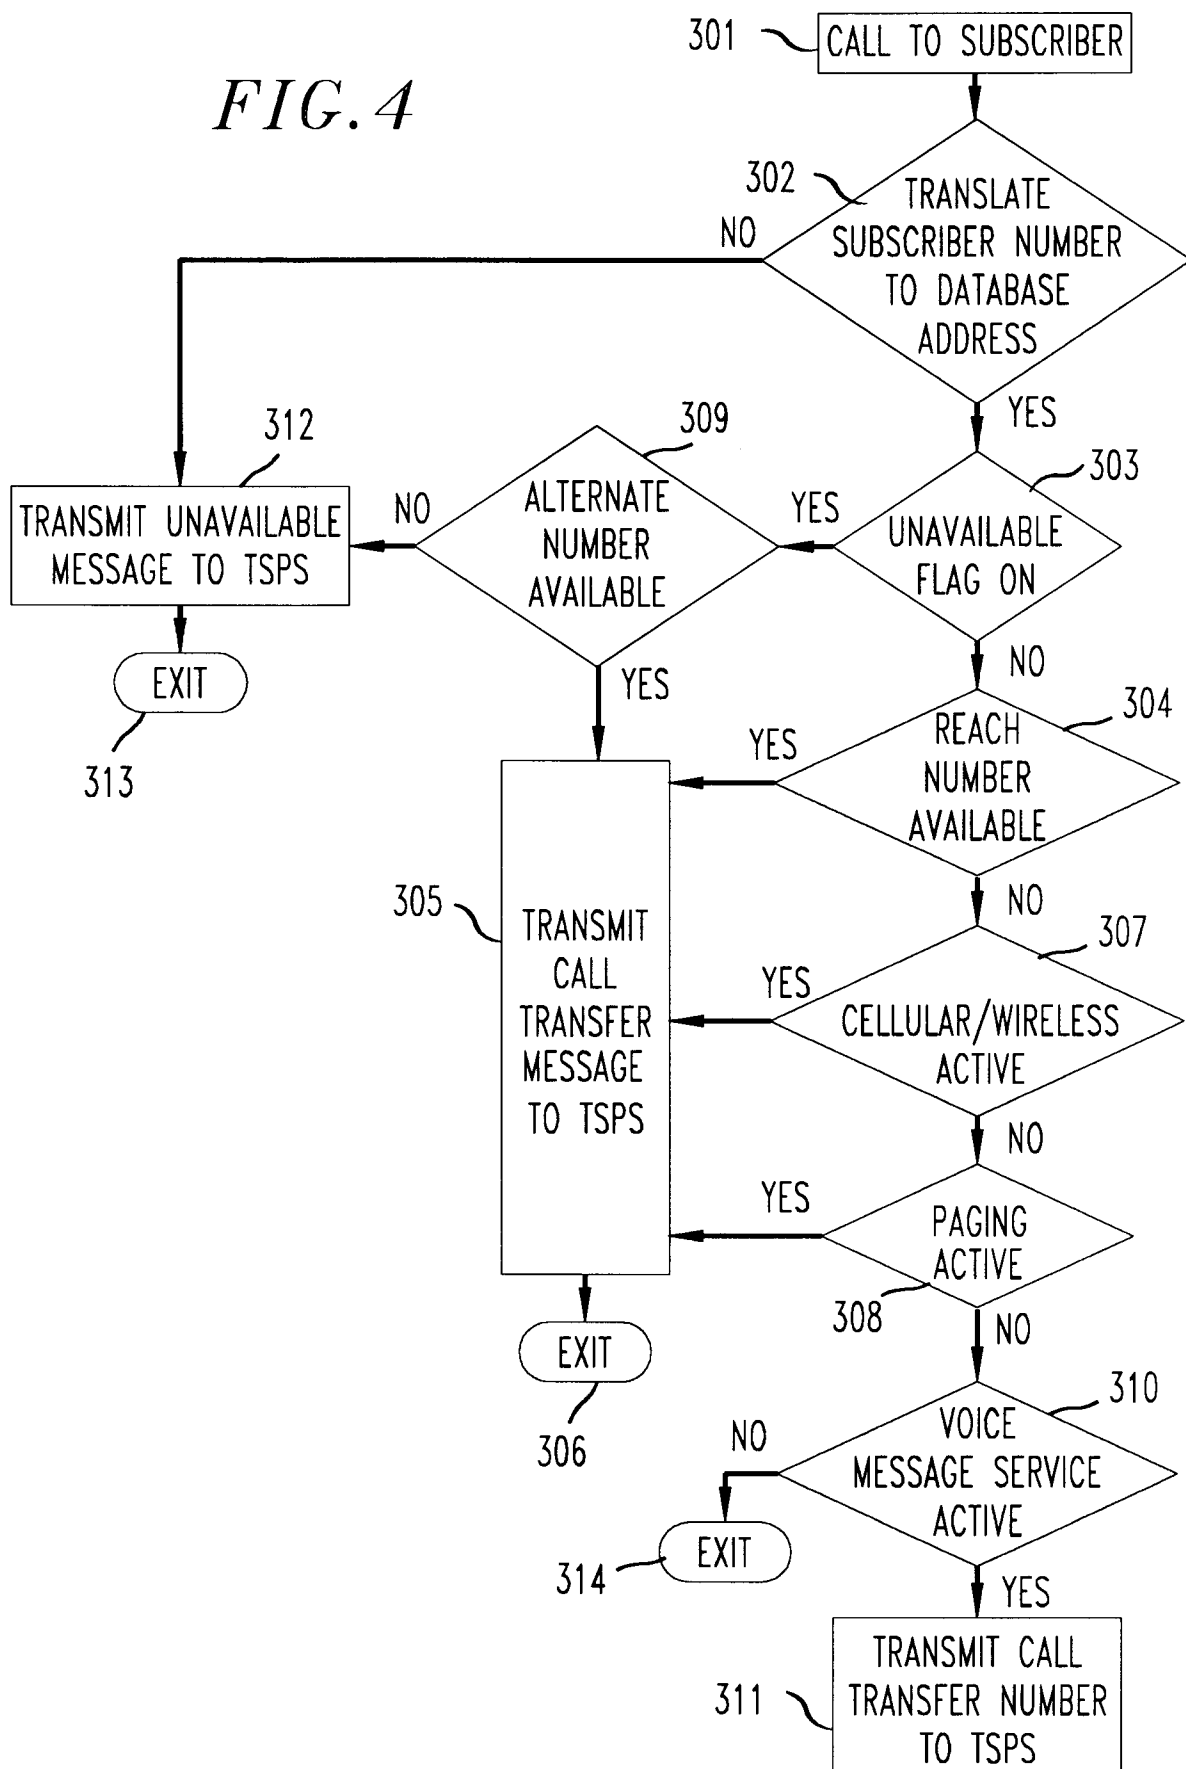 FIG. 4
301
CALL TO SUBSCRIBER
302
TRANSLATE
SUBSCRIBER NUMBER
TO DATABASE
ADDRESS
NO
YES
303
UNAVAILABLE
FLAG ON
YES
NO
309
ALTERNATE
NUMBER
AVAILABLE
NO
YES
312
TRANSMIT UNAVAILABLE
MESSAGE TO TSPS
EXIT
313
304
REACH
NUMBER
AVAILABLE
YES
NO
305
TRANSMIT
CALL
TRANSFER
MESSAGE
TO TSPS
307
CELLULAR/WIRELESS
ACTIVE
YES
NO
PAGING
ACTIVE
308
YES
NO
EXIT
306
310
VOICE
MESSAGE SERVICE
ACTIVE
NO
EXIT
314
YES
311
TRANSMIT CALL
TRANSFER NUMBER
TO TSPS